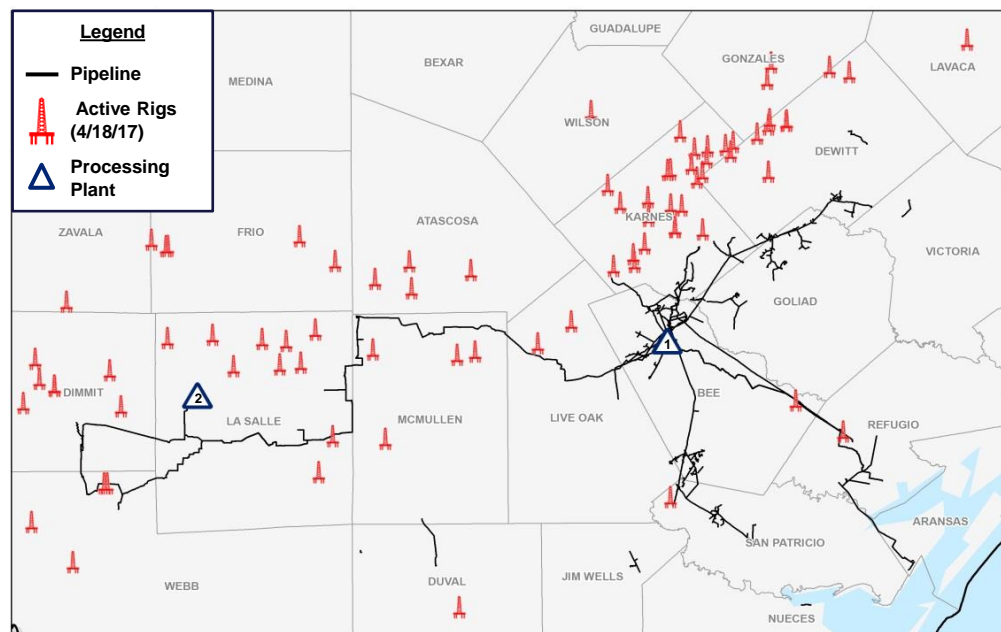 Legend
Pipeline
Active Rigs
(4/18/17)
Processing
Plant
GUADALUPE
GONZALES
LAVACA
BEXAR
MEDINA
WILSON
DEWITT
ATASCOSA
KARNES
ZAVALA
FRIO
VICTORIA
GOLIAD
1
DIMMIT
2
BEE
LA SALLE
MCMULLEN
LIVE OAK
REFUGIO
ARANSAS
SAN PATRICIO
WEBB
DUVAL
JIM WELLS
NUECES